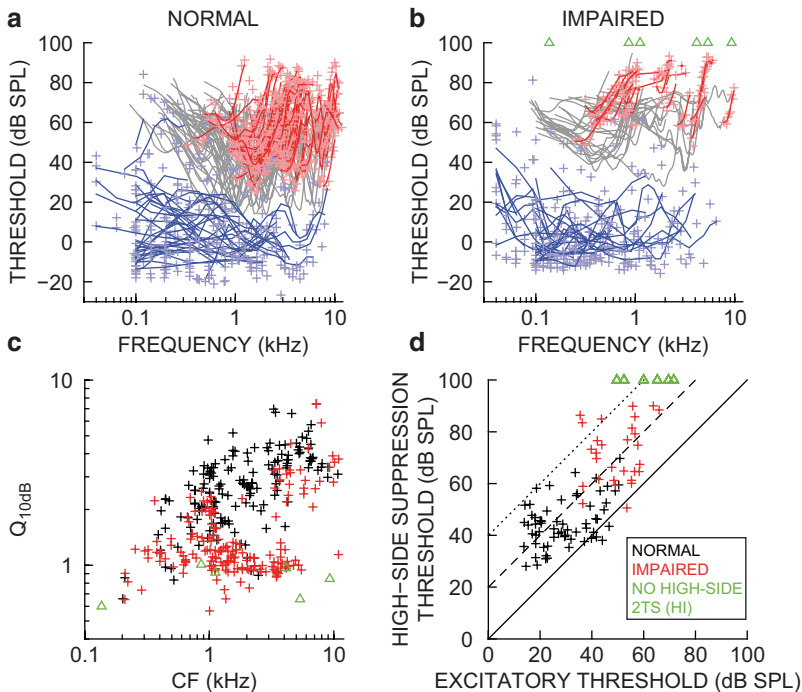 a NORMAL
b IMPAIRED
THRESHOLD (dB SPL)
100
80
60
40
20
0
−20
0.1 1 10
FREQUENCY (kHz)
THRESHOLD (dB SPL)
100
80
60
40
20
0
−20
0.1 1 10
FREQUENCY (kHz)
c
Q10dB
10
1
0.1 1 10
CF (kHz)
d
HIGH−SIDE SUPPRESSION
THRESHOLD (dB SPL)
100
80
60
40
20
0
0 20 40 60 80 100
EXCITATORY THRESHOLD (dB SPL)
NORMAL
IMPAIRED
NO HIGH-SIDE
2TS (HI)